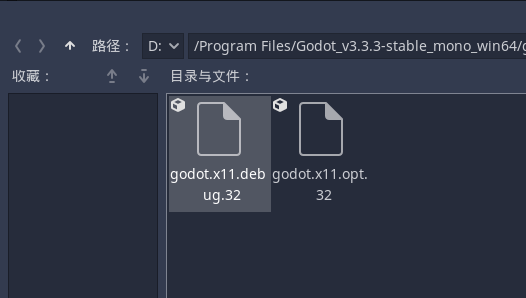 路径： D: /Program Files/Godot_v3.3.3-stable_mono_win64/g
收藏： 目录与文件：
godot.x11.deb godot.x11.opt.
ug.32 32